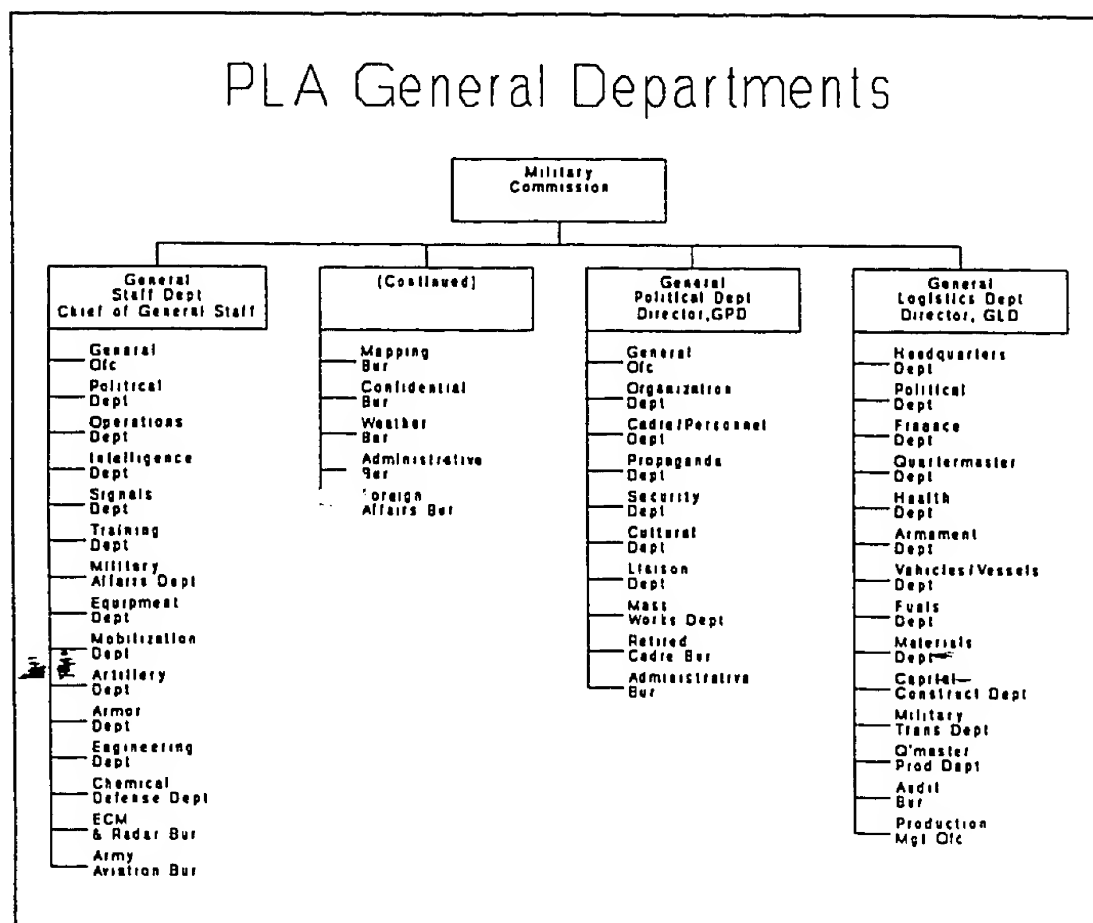 PLA General Departments
Military
Commission
General
Staff Dept
Chief of General Staff
General
Ofc
Political
Dept
Operations
Dept
Intelligence
Dept
Signals
Dept
Training
Dept
Military
Affairs Dept
Equipment
Dept
Mobilization
Dept
Artillery
Dept
Armor
Dept
Engineering
Dept
Chemical
Defense Dept
ECM
& Radar Bur
Army
Aviation Bur
(Continued)
Mapping
Bur
Confidential
Bur
Weather
Bur
Administrative
Bur
Foreign
Affairs Bur
General
Political Dept
Director,GPD
General
Ofc
Organization
Dept
Cadre/Personnel
Dept
Propaganda
Dept
Security
Dept
Cultural
Dept
Liaison
Dept
Mass
Works Dept
Retired
Cadre Bur
Administrative
Bur
General
Logistics Dept
Director, GLD
Headquarters
Dept
Political
Dept
Finance
Dept
Quartermaster
Dept
Health
Dept
Armament
Dept
Vehicles/Vessels
Dept
Fuels
Dept
Materials
Dept
Capital
Construct Dept
Military
Trans Dept
Q'master
Prod Dept
Audit
Bur
Production
Mgt Ofc